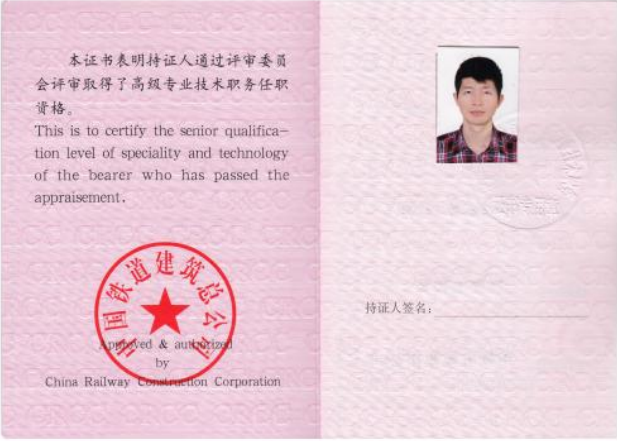 本证书表明持证人通过评审委员
会评审取得了高级专业技术职务任职
资格。
This is to certify the senior qualifica-
tion level of speciality and technology
of the bearer who has passed the
appraisement.
中国铁道建筑总公司
Approved & authorized
by
China Railway Construction Corporation
持证人签名：